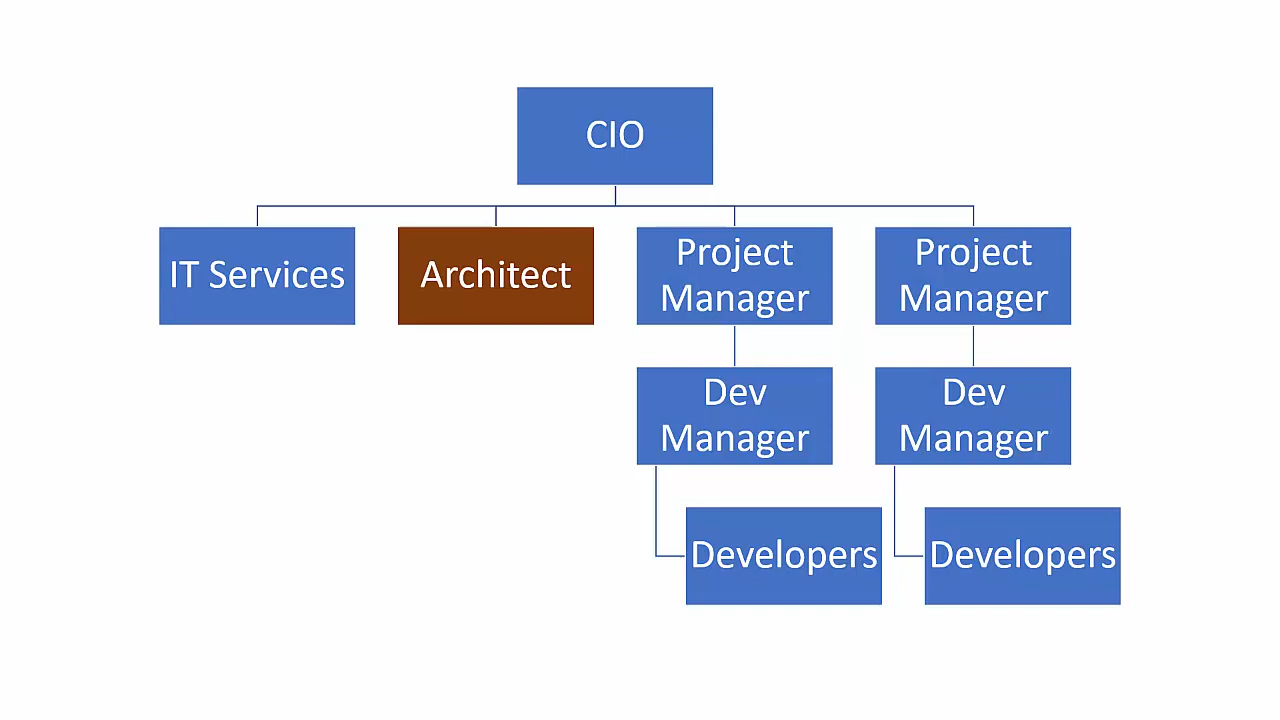 CIO
IT Services
Architect
Project
Manager
Project
Manager
Dev
Manager
Dev
Manager
Developers
Developers